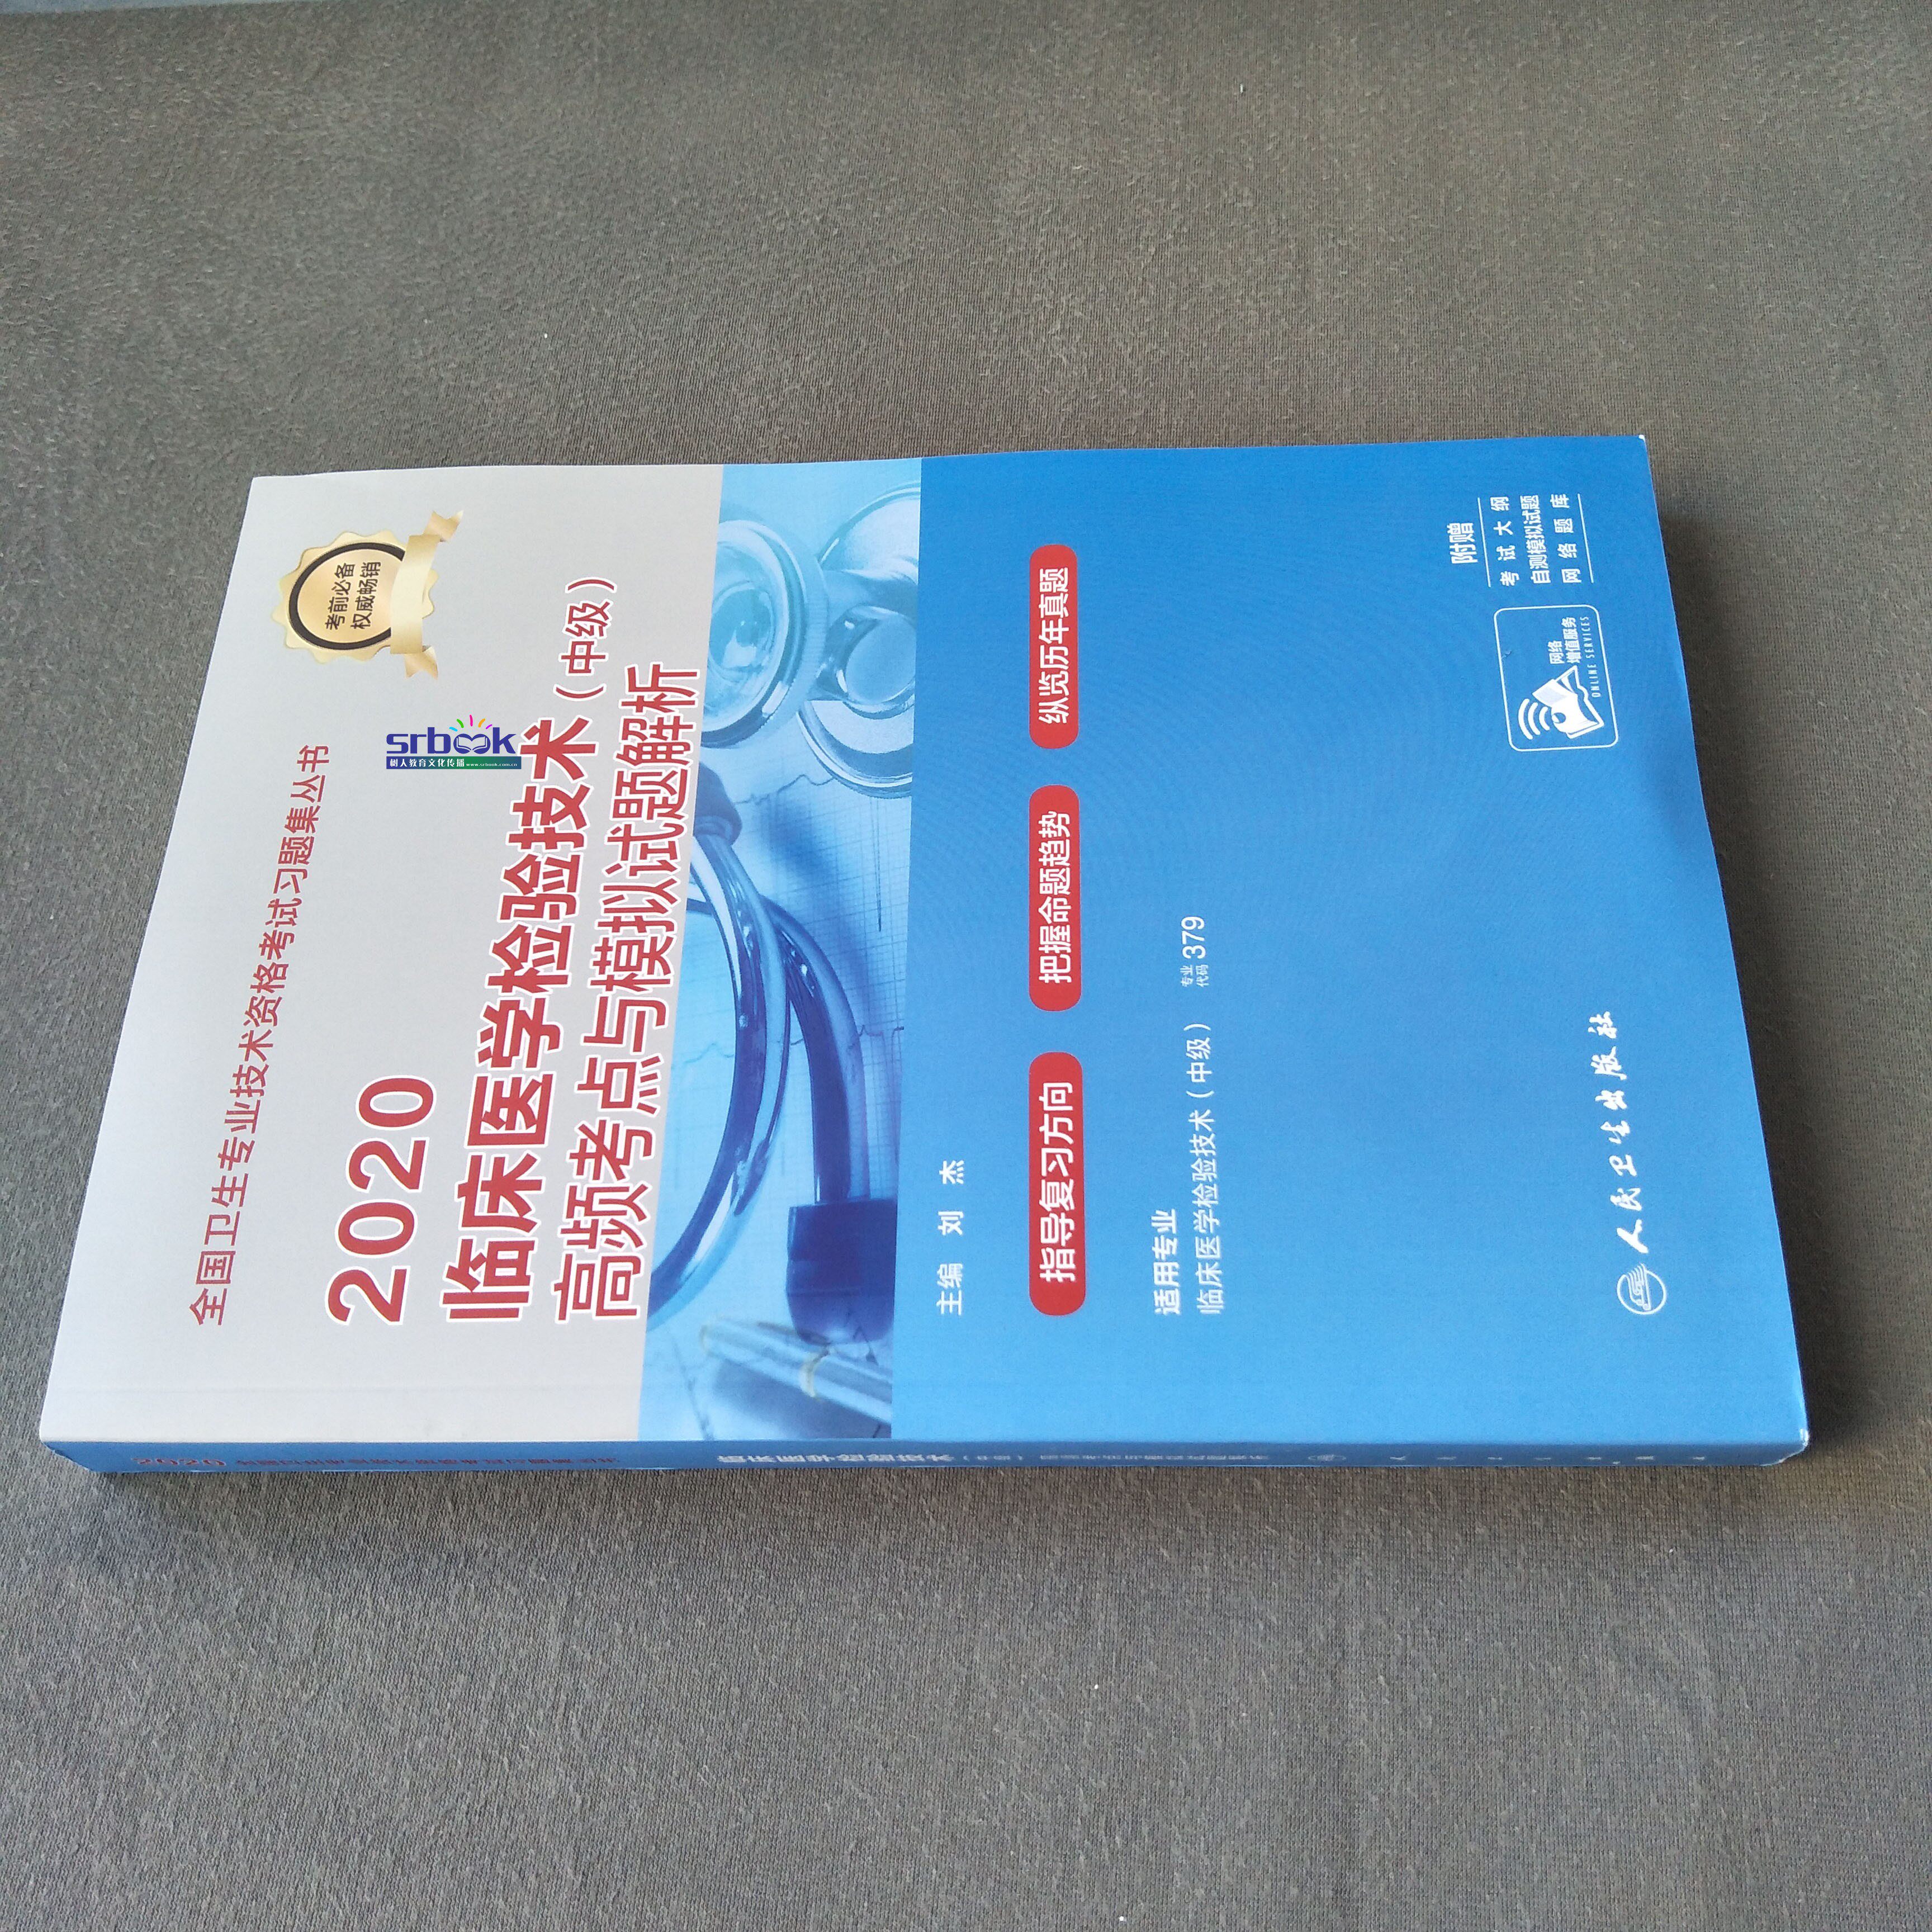 全国卫生专业技术资格考试习题集丛书
考前必备
权威畅销
2020
临床医学检验技术（中级）
高频考点与模拟试题解析
srbook
树人教育文化传播 www.srbook.com.cn
主编 刘 杰
指导复习方向 把握命题趋势 纵览历年真题
适用专业
临床医学检验技术（中级） 专业代码 379
附赠
考试大纲
自测模拟试题
网络题库
网络
增值服务
ONLINE SERVICES
人民卫生出版社
2020